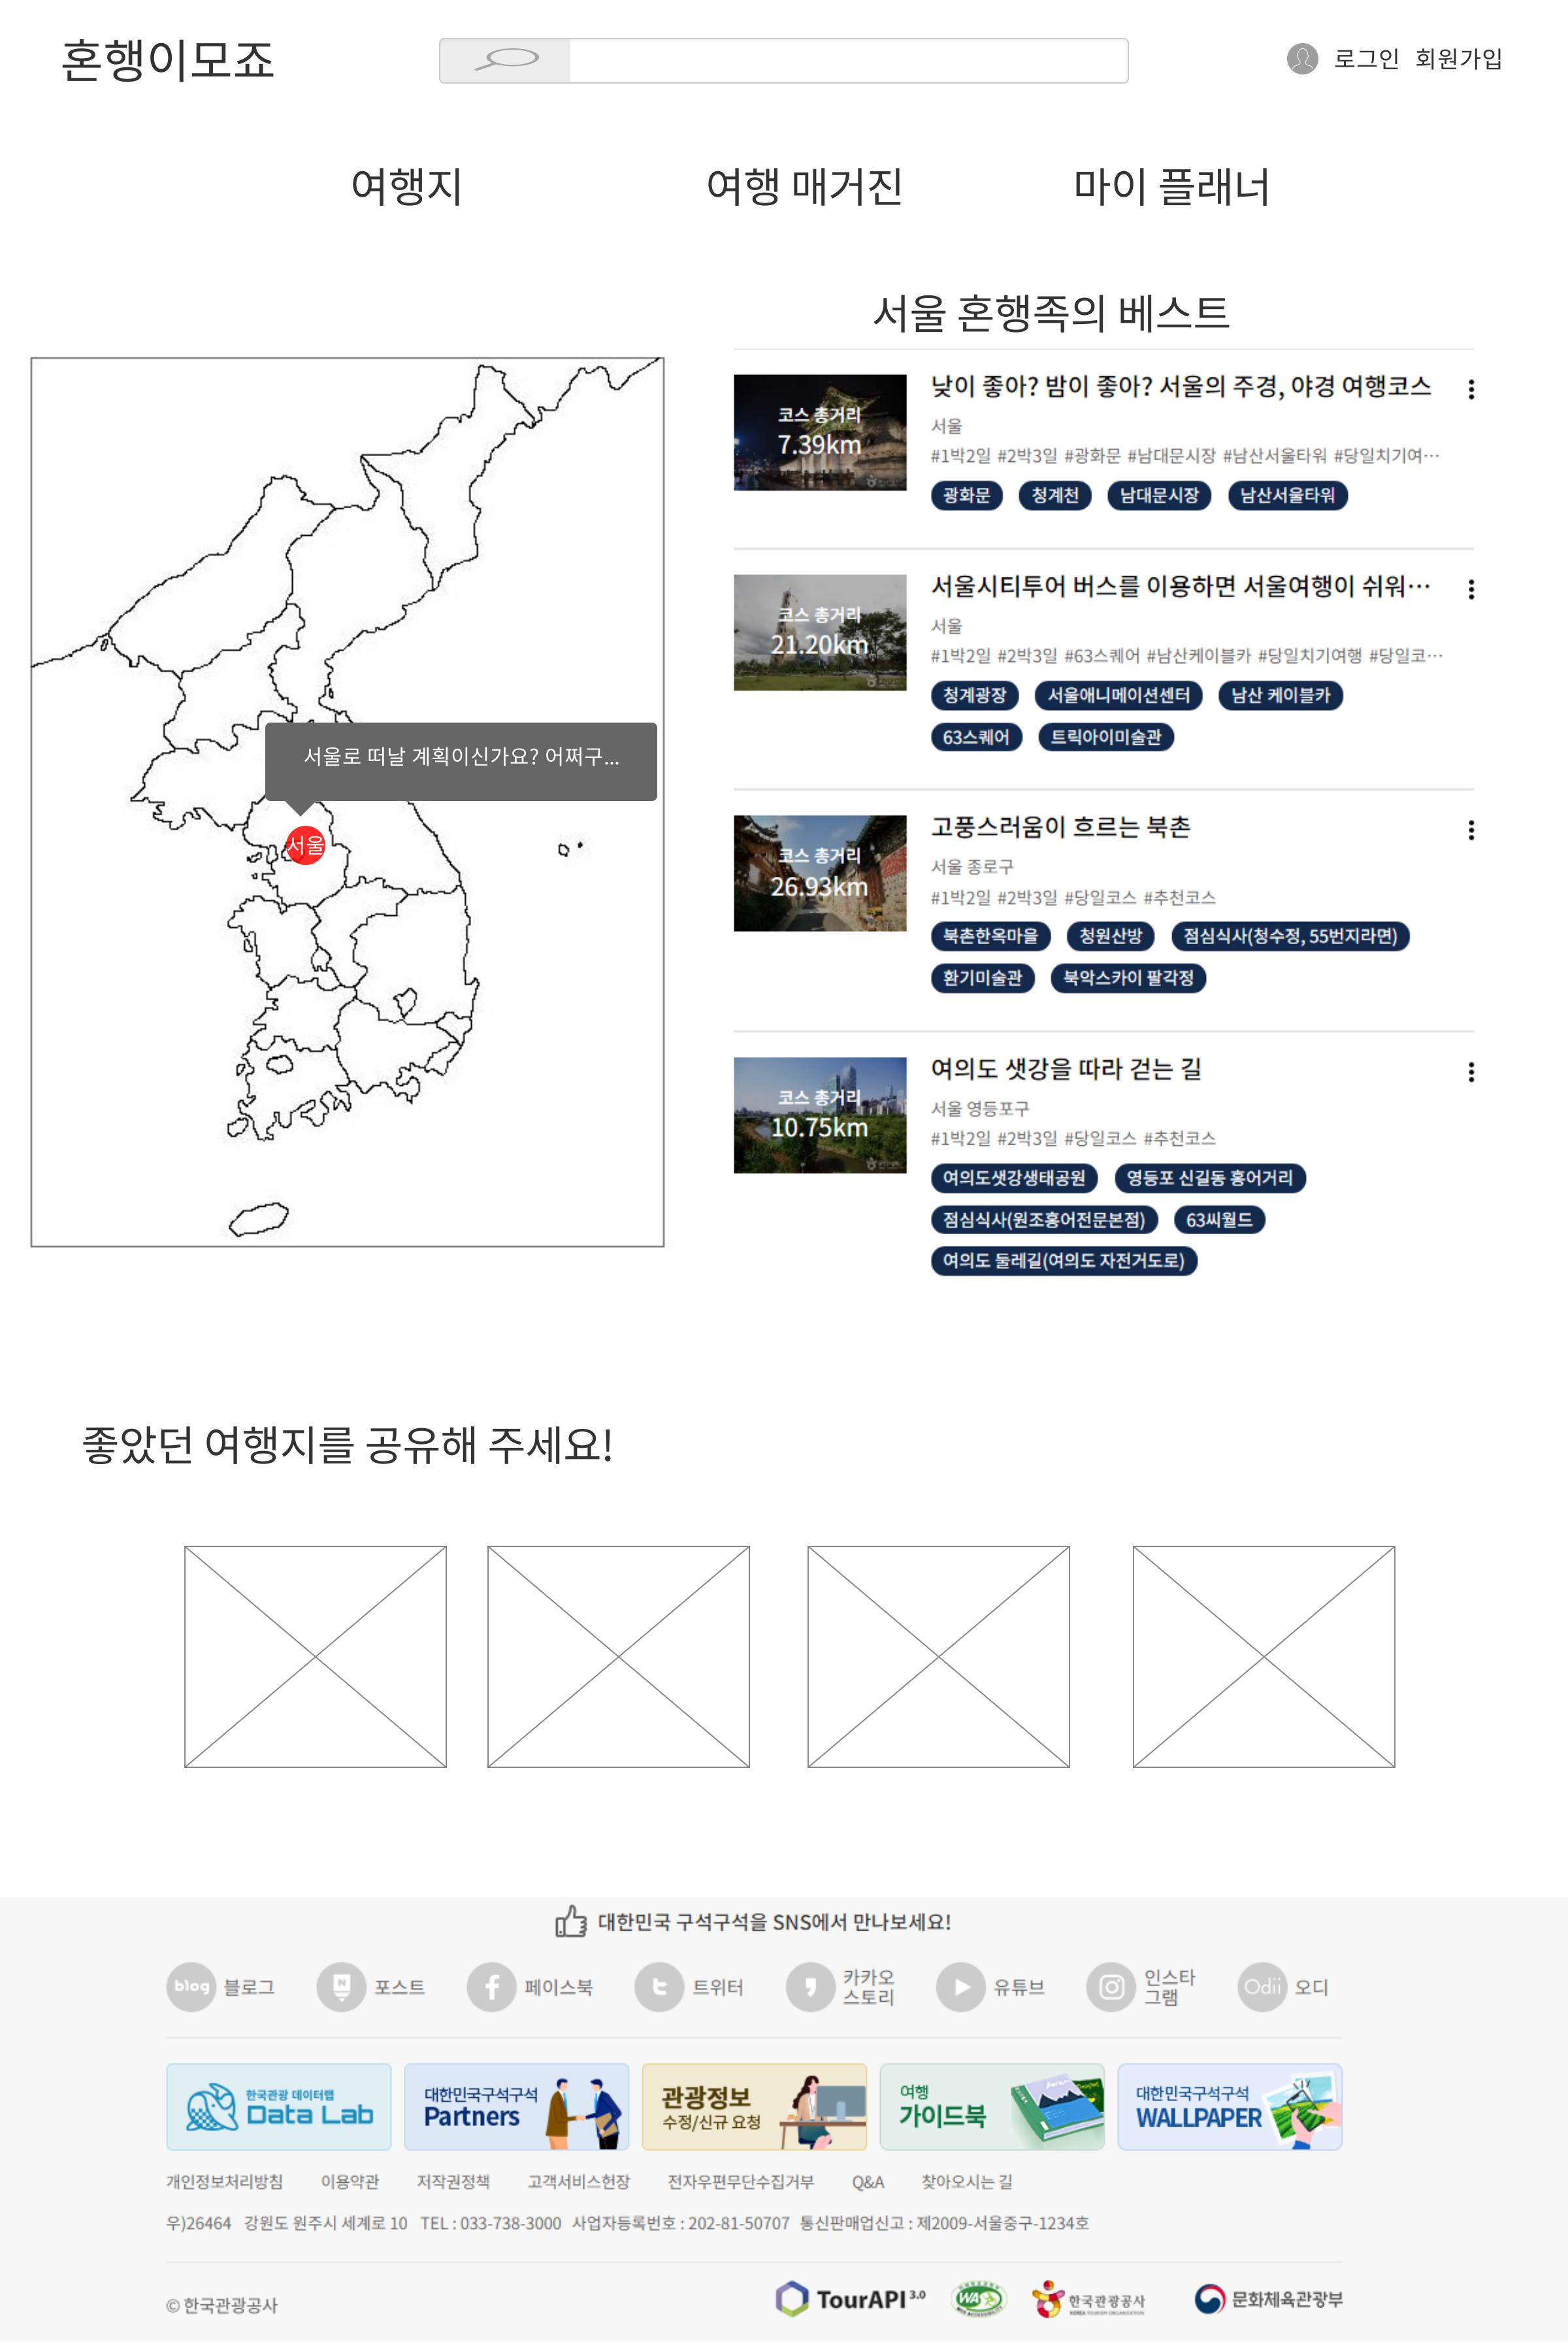 혼행이모죠
로그인 회원가입
여행지 여행 매거진 마이 플래너
서울 혼행족의 베스트
서울로 떠날 계획이신가요? 어쩌구...
서울
코스 총거리
7.39km
낮이 좋아? 밤이 좋아? 서울의 주경, 야경 여행코스
서울
#1박2일 #2박3일 #광화문 #남대문시장 #남산서울타워 #당일치기여…
광화문 청계천 남대문시장 남산서울타워
코스 총거리
21.20km
서울시티투어 버스를 이용하면 서울여행이 쉬워…
서울
#1박2일 #2박3일 #63스퀘어 #남산케이블카 #당일치기여행 #당일코…
청계광장 서울애니메이션센터 남산 케이블카
63스퀘어 트릭아이미술관
코스 총거리
26.93km
고풍스러움이 흐르는 북촌
서울 종로구
#1박2일 #2박3일 #당일코스 #추천코스
북촌한옥마을 청원산방 점심식사(청수정, 55번지라면)
환기미술관 북악스카이 팔각정
코스 총거리
10.75km
여의도 샛강을 따라 걷는 길
서울 영등포구
#1박2일 #2박3일 #당일코스 #추천코스
여의도샛강생태공원 영등포 신길동 홍어거리
점심식사(원조홍어전문본점) 63씨월드
여의도 둘레길(여의도 자전거도로)
좋았던 여행지를 공유해 주세요!
대한민국 구석구석을 SNS에서 만나보세요!
blog 블로그 N 포스트 페이스북 트위터 카카오 스토리 유튜브 인스타 그램 Odii 오디
한국관광 데이터랩
Data Lab
대한민국구석구석
Partners
관광정보
수정/신규 요청
여행
가이드북
대한민국구석구석
WALLPAPER
개인정보처리방침 이용약관 저작권정책 고객서비스헌장 전자우편무단수집거부 Q&A 찾아오시는 길
우)26464 강원도 원주시 세계로 10 TEL : 033-738-3000 사업자등록번호 : 202-81-50707 통신판매업신고 : 제2009-서울중구-1234호
© 한국관광공사
TourAPI 3.0
WA
WEB ACCESSIBILITY
한국관광공사
KOREA TOURISM ORGANIZATION
문화체육관광부